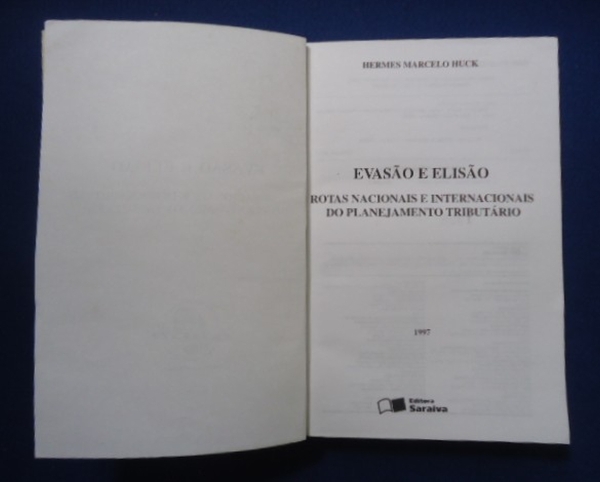 HERMES MARCELO HUCK
EVASÃO E ELISÃO
ROTAS NACIONAIS E INTERNACIONAIS
DO PLANEJAMENTO TRIBUTÁRIO
1997
Editora
Saraiva